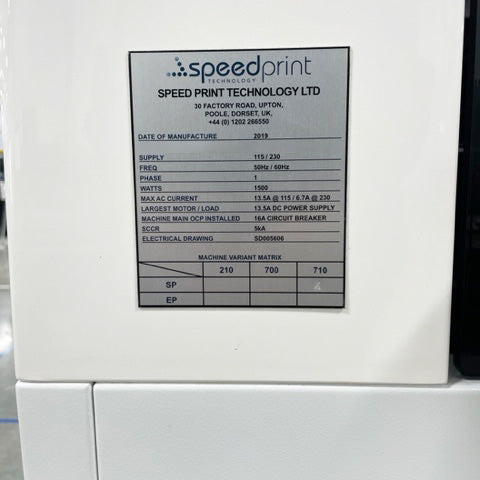 speedprint
TECHNOLOGY
SPEED PRINT TECHNOLOGY LTD
30 FACTORY ROAD, UPTON,
POOLE, DORSET, UK,
+44 (0) 1202 266550
DATE OF MANUFACTURE 2019
SUPPLY 115 / 230
FREQ 50Hz / 60Hz
PHASE 1
WATTS 1500
MAX AC CURRENT 13.5A @ 115 / 6.7A @ 230
LARGEST MOTOR / LOAD 13.5A DC POWER SUPPLY
MACHINE MAIN OCP INSTALLED 16A CIRCUIT BREAKER
SCCR 5kA
ELECTRICAL DRAWING SD005606
MACHINE VARIANT MATRIX
210 700 710
SP
EP